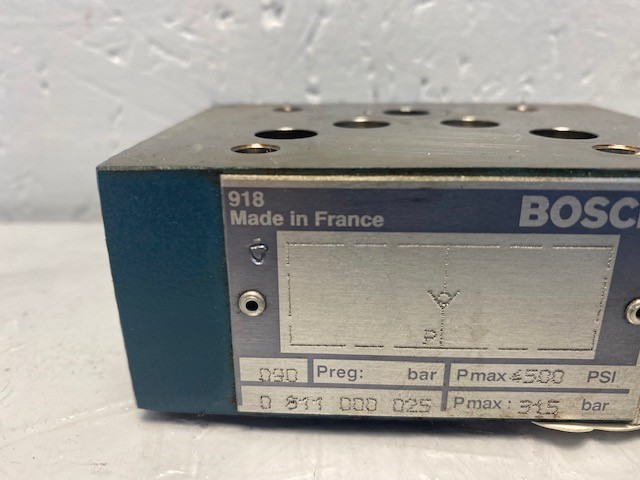 918
Made in France
BOSCH
P
090 Preg: bar Pmax 4500 PSI
0 811 000 025 Pmax: 315 bar